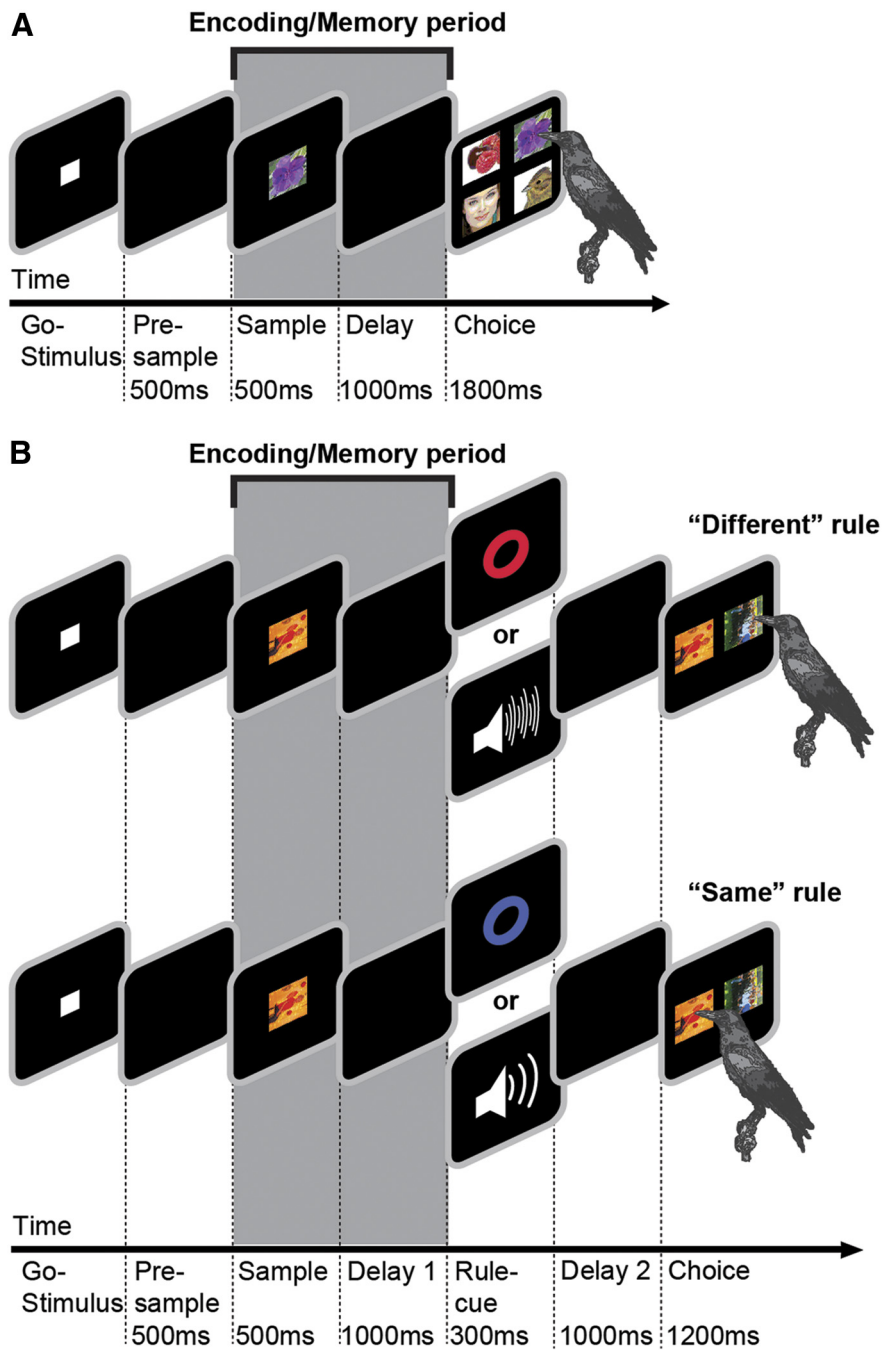 A
Encoding/Memory period
Time
Go-
Stimulus
Pre-
sample
500ms
Sample
500ms
Delay
1000ms
Choice
1800ms
B
Encoding/Memory period
“Different” rule
or
“Same” rule
or
Time
Go-
Stimulus
Pre-
sample
500ms
Sample
500ms
Delay 1
1000ms
Rule-
cue
300ms
Delay 2
1000ms
Choice
1200ms